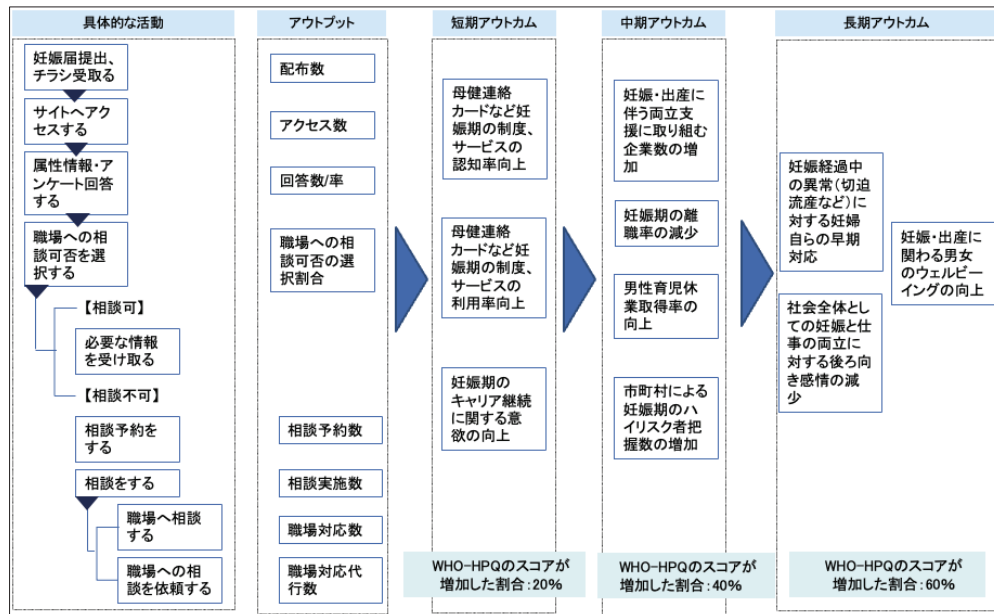 具体的な活動
妊娠届提出、
チラシ受取る
サイトへアク
セスする
属性情報・ア
ンケート回答
する
職場への相
談可否を選
択する
【相談可】
必要な情報
を受け取る
【相談不可】
相談予約を
する
相談をする
職場へ相談
する
職場への相
談を依頼する
アウトプット
配布数
アクセス数
回答数/率
職場への相
談可否の選
択割合
相談予約数
相談実施数
職場対応数
職場対応代
行数
短期アウトカム
母健連絡
カードなど妊
娠期の制度、
サービスの
認知率向上
母健連絡
カードなど妊
娠期の制度、
サービスの
利用率向上
妊娠期の
キャリア継続
に関する意
欲の向上
WHO-HPQのスコアが
増加した割合:20%
中期アウトカム
妊娠・出産に
伴う両立支
援に取り組む
企業数の増
加
妊娠期の離
職率の減少
男性育児休
業取得率の
向上
市町村による
妊娠期のハ
イリスク者把
握数の増加
WHO-HPQのスコアが
増加した割合:40%
長期アウトカム
妊娠経過中
の異常(切迫
流産など)に
対する妊婦
自らの早期
対応
社会全体とし
ての妊娠と仕
事の両立に
対する後ろ向
き感情の減
少
妊娠・出産に
関わる男女
のウェルビー
イングの向上
WHO-HPQのスコアが
増加した割合:60%